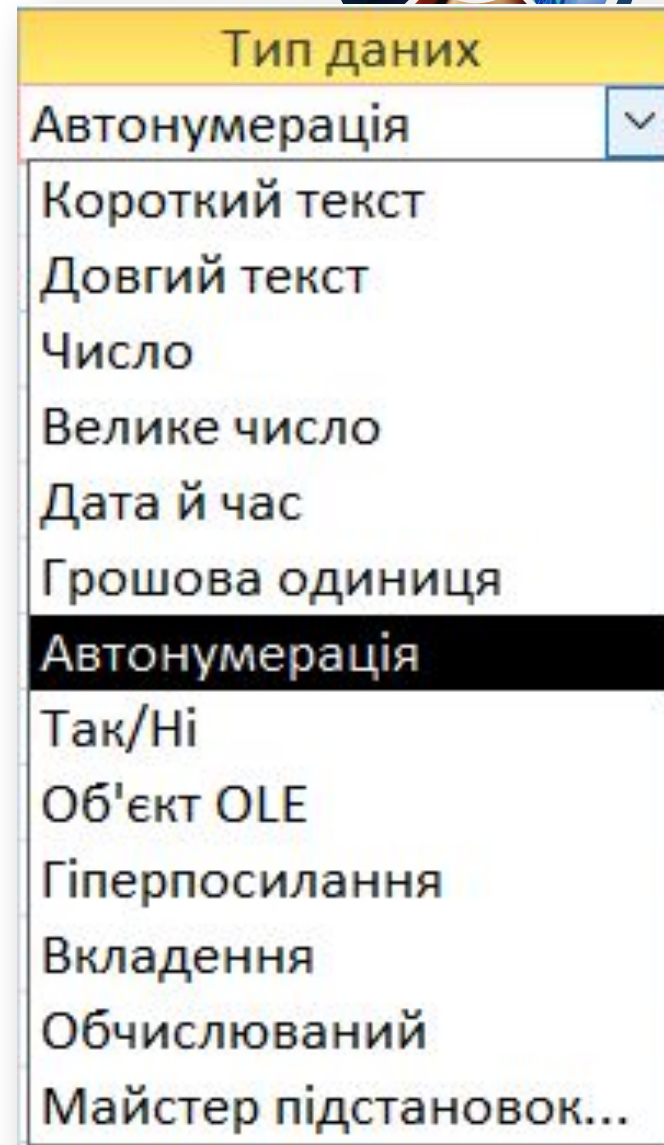 Тип даних
Автонумерація
Короткий текст
Довгий текст
Число
Велике число
Дата й час
Грошова одиниця
Автонумерація
Так/Ні
Об'єкт OLE
Гіперпосилання
Вкладення
Обчислюваний
Майстер підстановок...